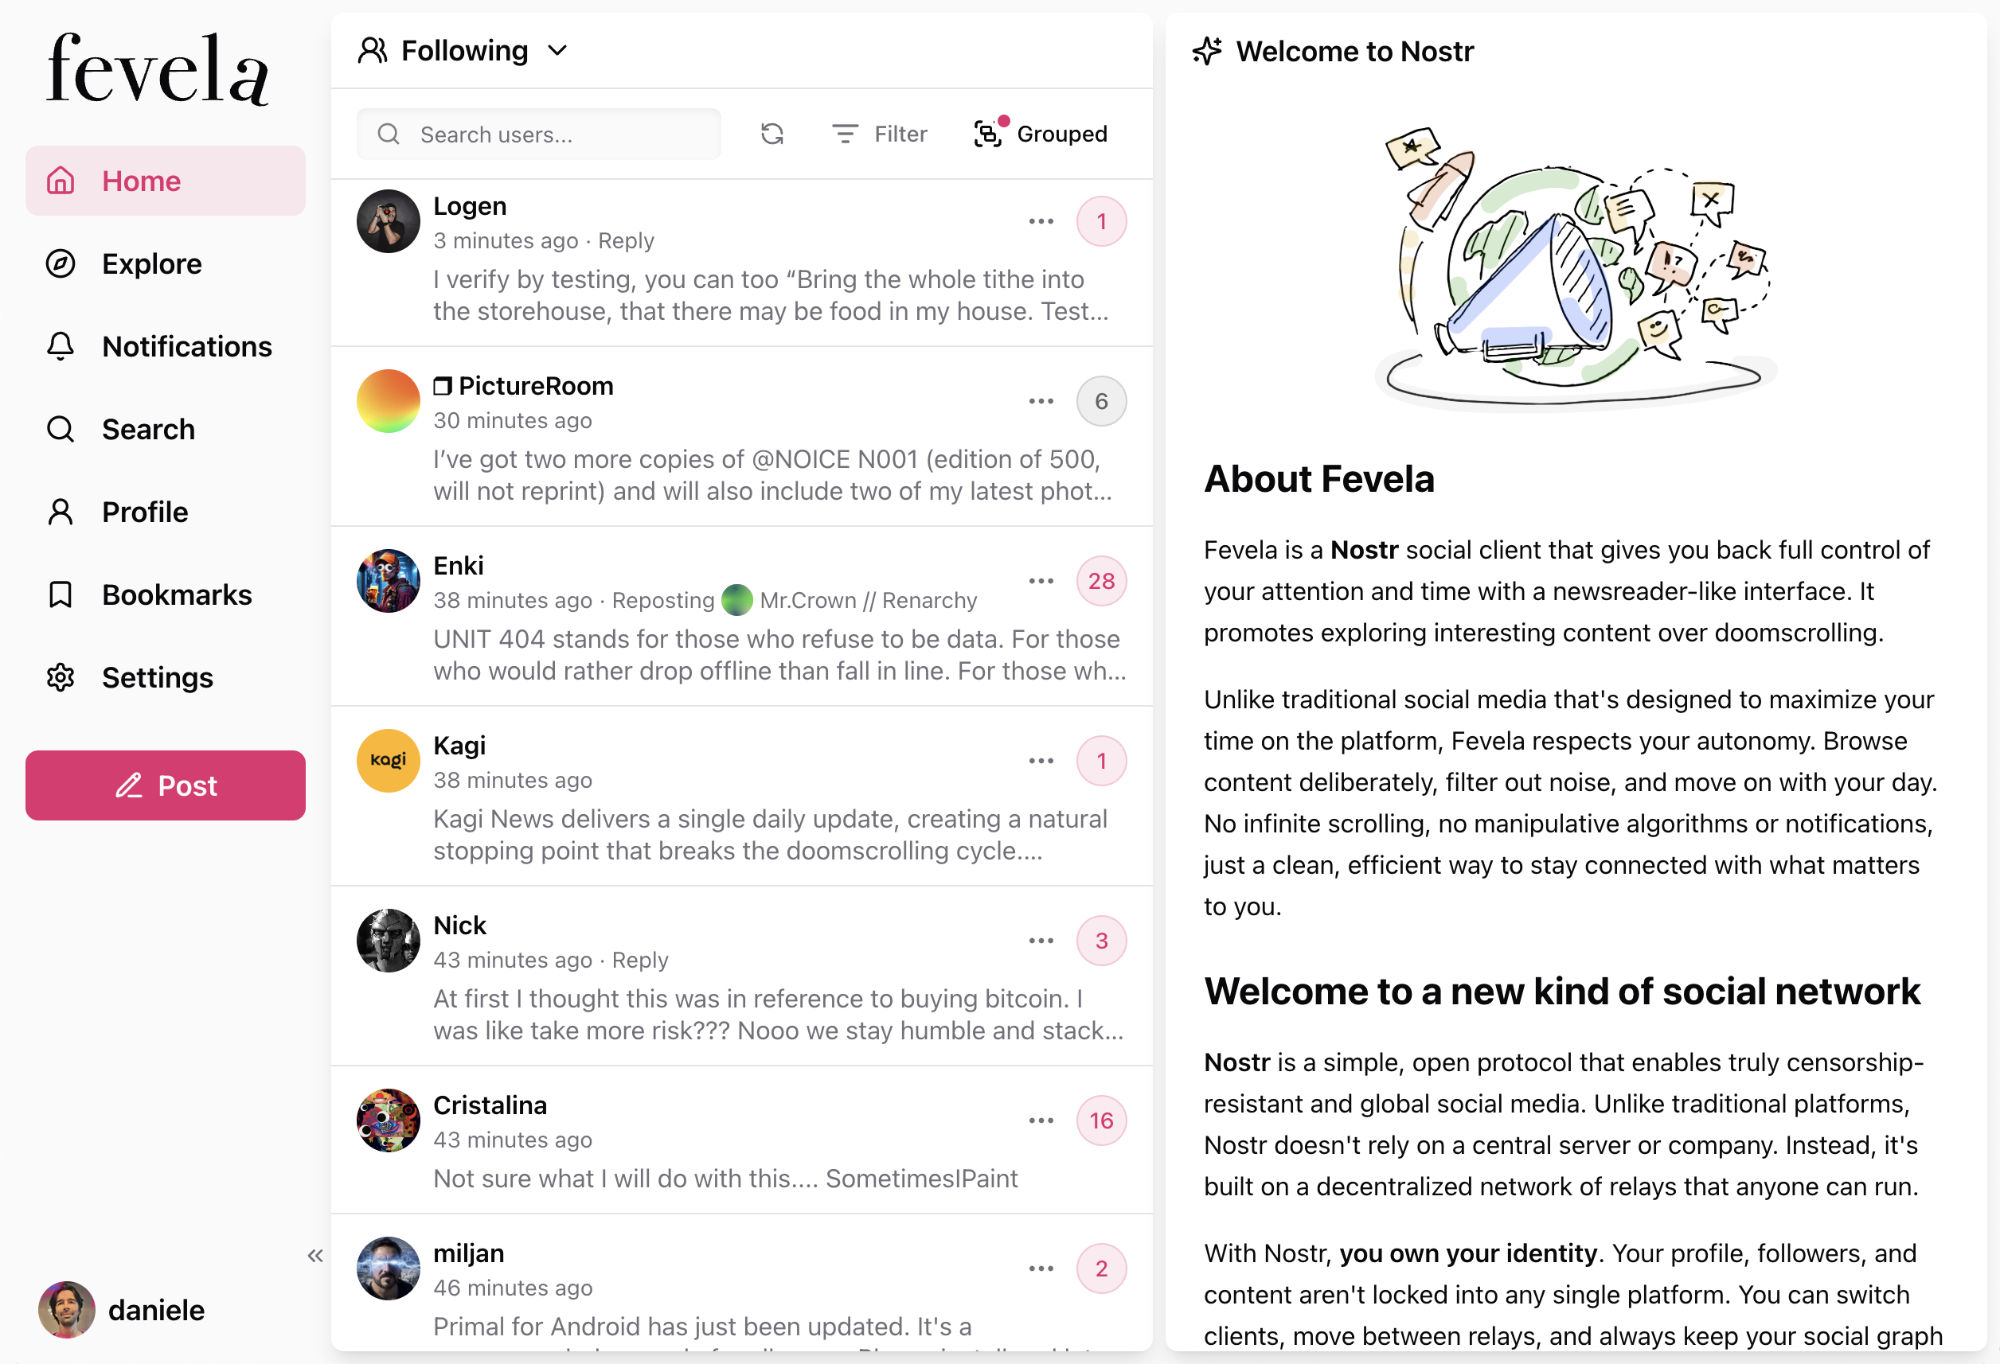 fevela
Home
Explore
Notifications
Search
Profile
Bookmarks
Settings
Post
daniele
Following
Search users...
Filter
Grouped
Logen
3 minutes ago · Reply
1
I verify by testing, you can too “Bring the whole tithe into
the storehouse, that there may be food in my house. Test...
PictureRoom
30 minutes ago
6
I’ve got two more copies of @NOICE N001 (edition of 500,
will not reprint) and will also include two of my latest phot...
Enki
38 minutes ago · Reposting Mr.Crown // Renarchy
28
UNIT 404 stands for those who refuse to be data. For those
who would rather drop offline than fall in line. For those wh...
kagi
Kagi
38 minutes ago
1
Kagi News delivers a single daily update, creating a natural
stopping point that breaks the doomscrolling cycle....
Nick
43 minutes ago · Reply
3
At first I thought this was in reference to buying bitcoin. I
was like take more risk??? Nooo we stay humble and stack...
Cristalina
43 minutes ago
16
Not sure what I will do with this.... SometimesIPaint
miljan
46 minutes ago
2
Primal for Android has just been updated. It's a
Welcome to Nostr
About Fevela
Fevela is a Nostr social client that gives you back full control of
your attention and time with a newsreader-like interface. It
promotes exploring interesting content over doomscrolling.
Unlike traditional social media that's designed to maximize your
time on the platform, Fevela respects your autonomy. Browse
content deliberately, filter out noise, and move on with your day.
No infinite scrolling, no manipulative algorithms or notifications,
just a clean, efficient way to stay connected with what matters
to you.
Welcome to a new kind of social network
Nostr is a simple, open protocol that enables truly censorship-
resistant and global social media. Unlike traditional platforms,
Nostr doesn't rely on a central server or company. Instead, it's
built on a decentralized network of relays that anyone can run.
With Nostr, you own your identity. Your profile, followers, and
content aren't locked into any single platform. You can switch
clients, move between relays, and always keep your social graph